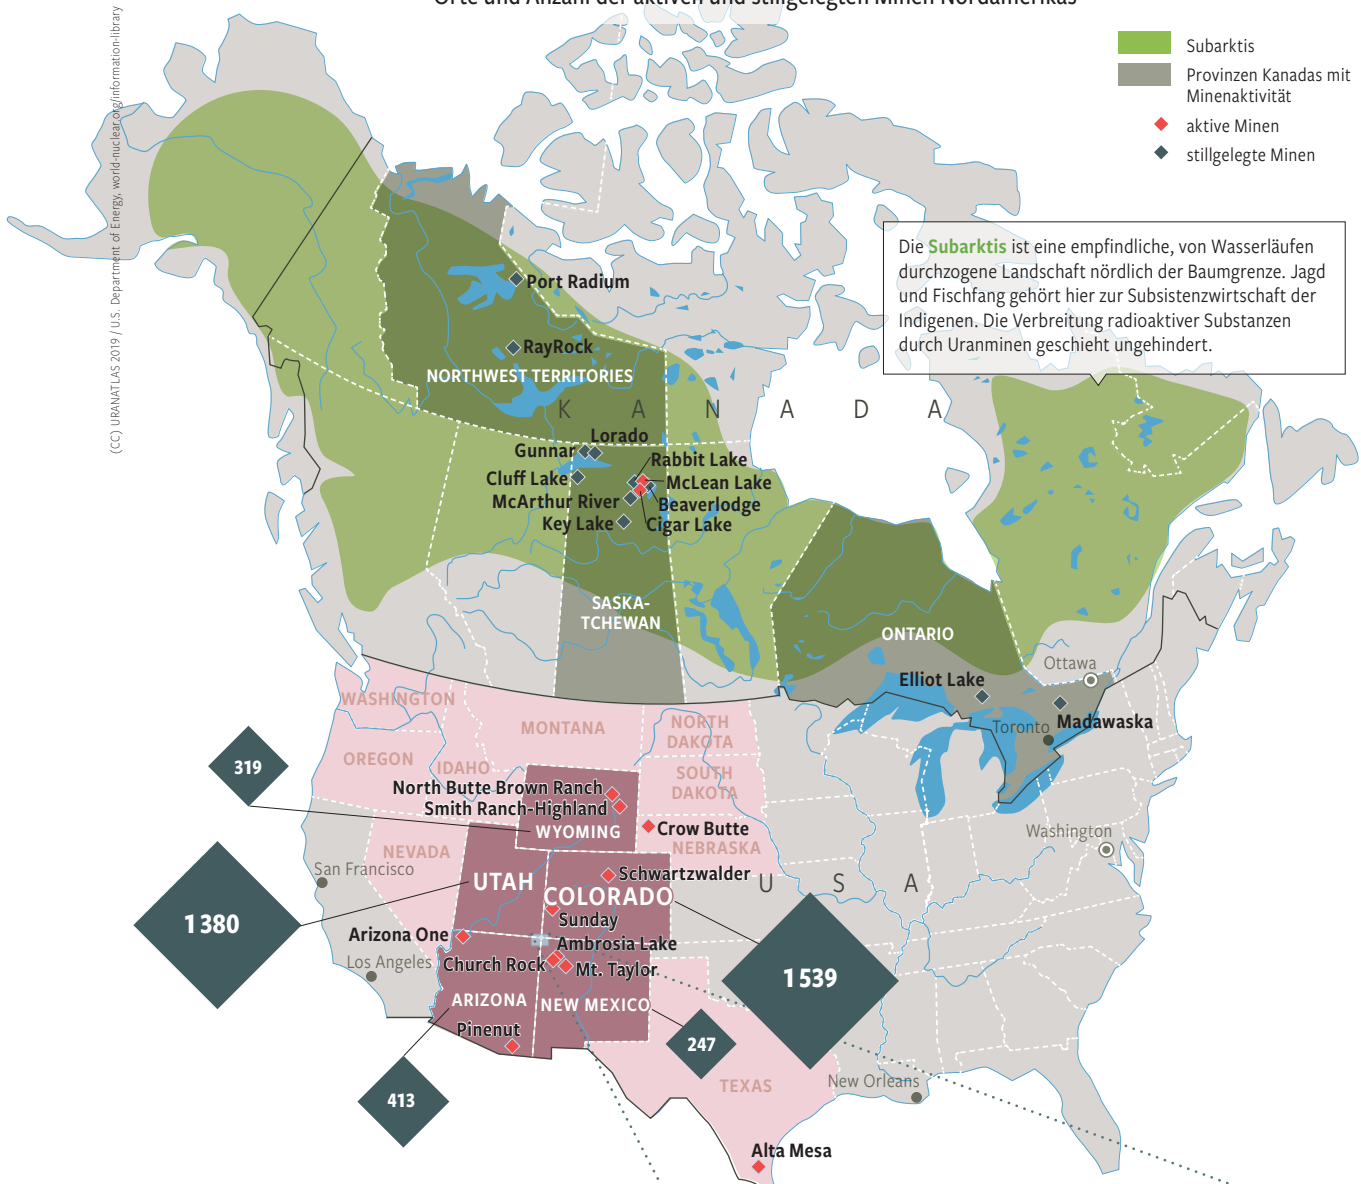 Orte und Anzahl der aktiven und stillgelegten Minen Nordamerikas
(CC) URANATLAS 2019 / U.S. Department of Energy, world-nuclear.org/information-library
Subarktis
Provinzen Kanadas mit
Minenaktivität
aktive Minen
stillgelegte Minen
Die Subarktis ist eine empfindliche, von Wasserläufen
durchzogene Landschaft nördlich der Baumgrenze. Jagd
und Fischfang gehört hier zur Subsistenzwirtschaft der
Indigenen. Die Verbreitung radioaktiver Substanzen
durch Uranminen geschieht ungehindert.
Port Radium
RayRock
NORTHWEST TERRITORIES
K A N A D A
Lorado
Gunnar
Rabbit Lake
Cluff Lake
McLean Lake
McArthur River
Beaverlodge
Key Lake
Cigar Lake
SASKA-
TCHEWAN
ONTARIO
Ottawa
Elliot Lake
Madawaska
Toronto
WASHINGTON
MONTANA
NORTH
DAKOTA
OREGON
IDAHO
SOUTH
DAKOTA
319
North Butte Brown Ranch
Smith Ranch-Highland
WYOMING
Crow Butte
NEBRASKA
Washington
NEVADA
San Francisco
UTAH
Schwartzwalder
COLORADO
U S A
1 380
Sunday
Arizona One
Ambrosia Lake
Los Angeles
Church Rock
Mt. Taylor
1 539
ARIZONA
NEW MEXICO
Pinenut
247
413
TEXAS
New Orleans
Alta Mesa